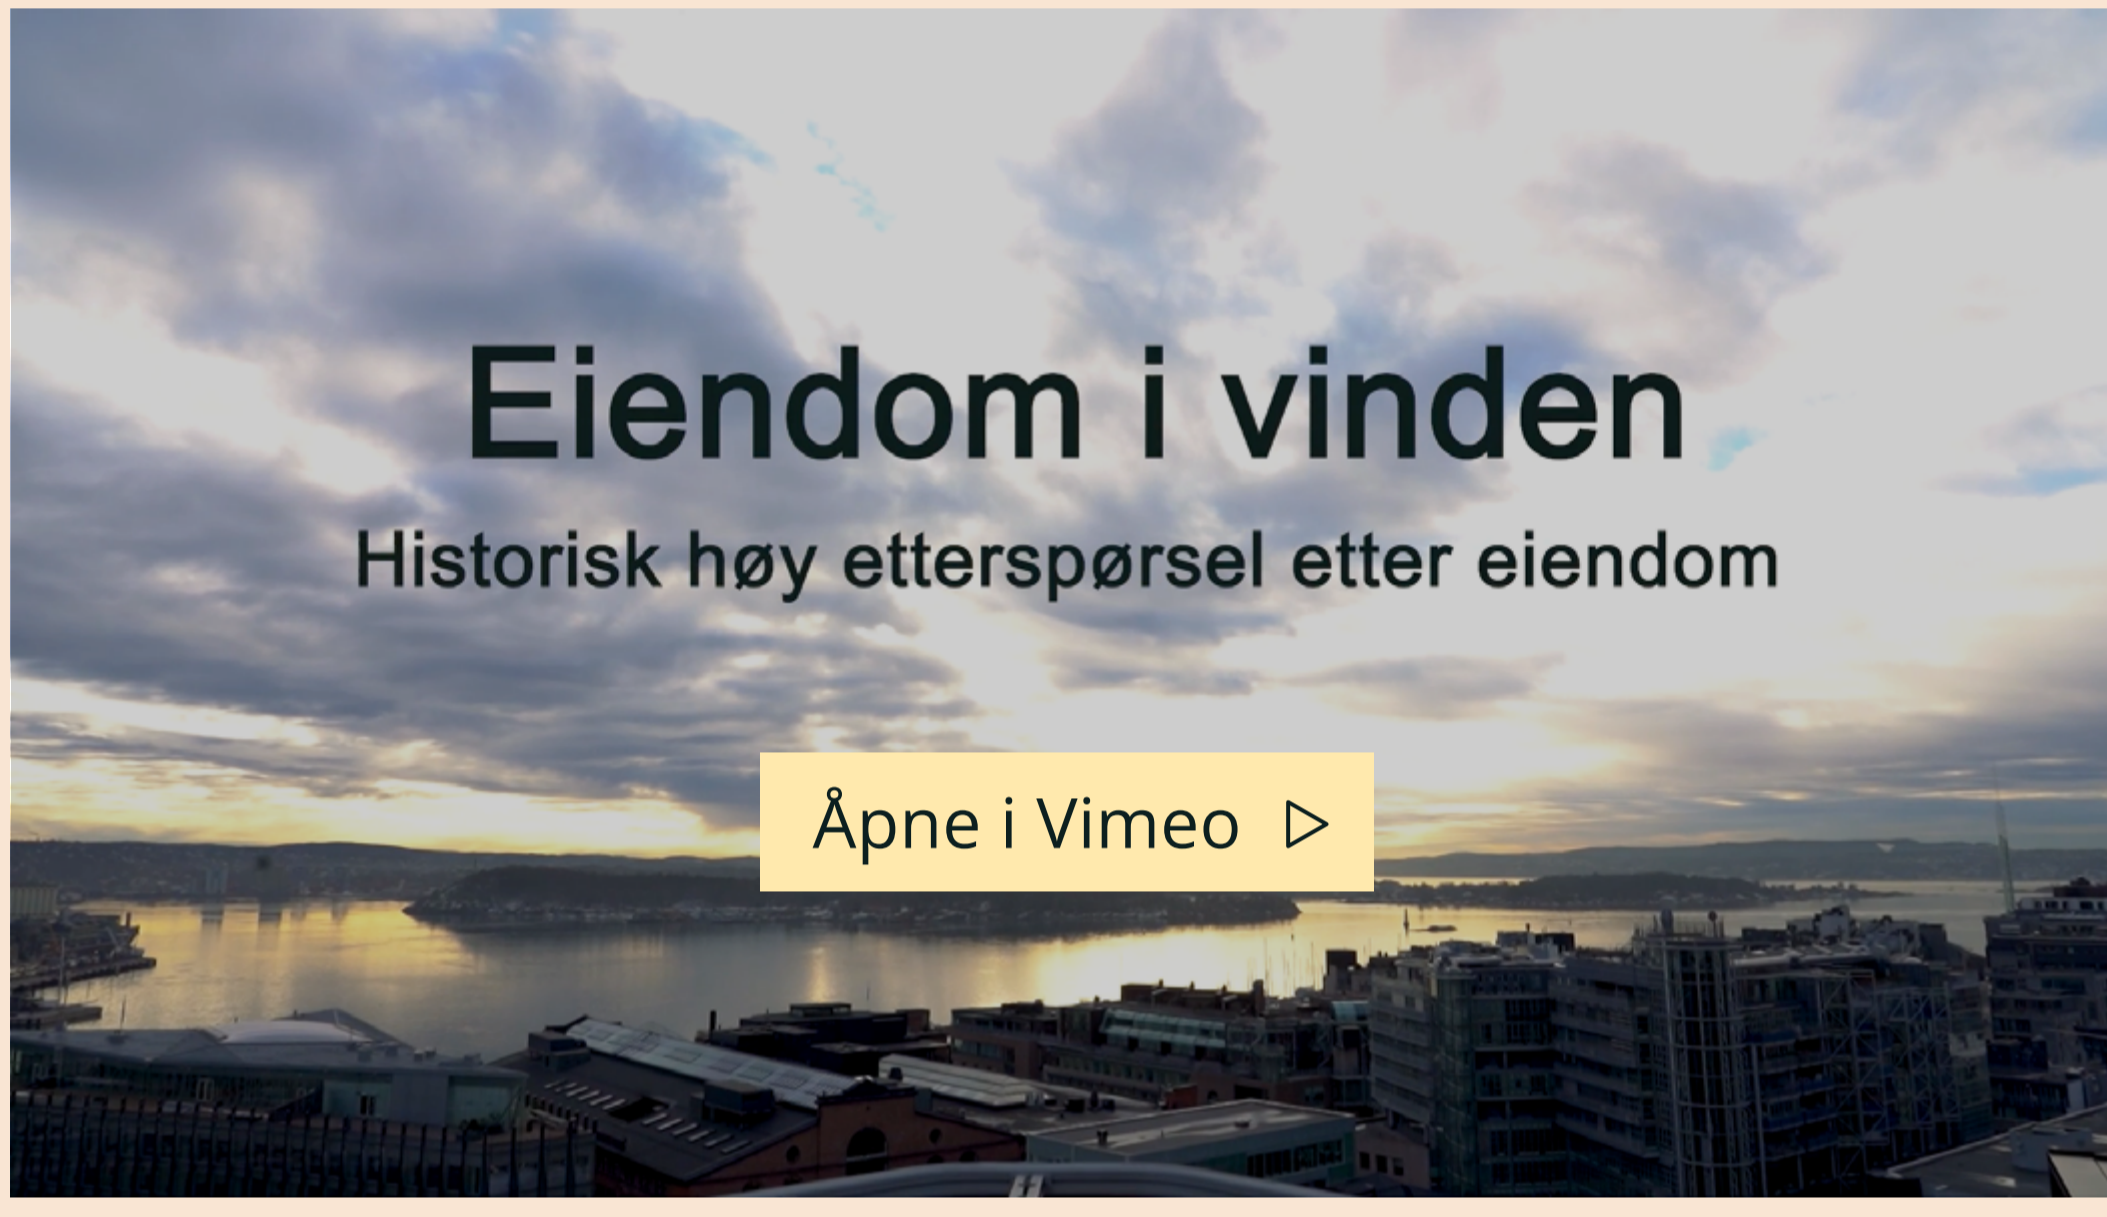 Eiendom i vinden
Historisk høy etterspørsel etter eiendom
Åpne i Vimeo